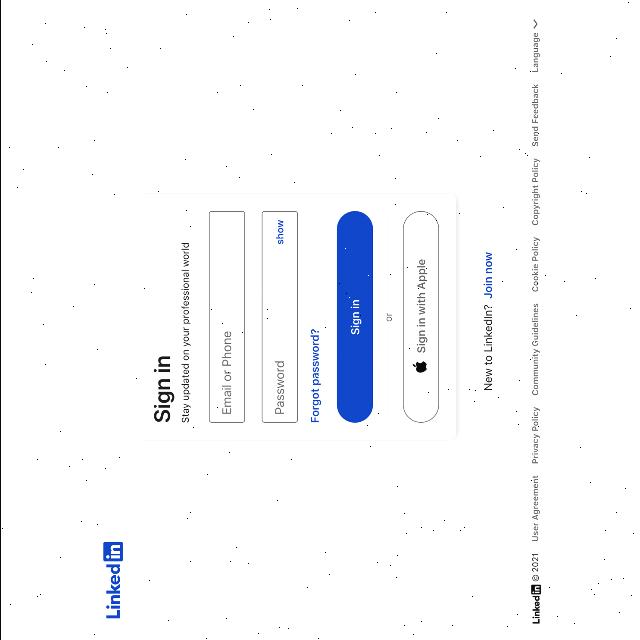 LinkedIn
Sign in
Stay updated on your professional world
Email or Phone
Password show
Forgot password?
Sign in
or
Sign in with Apple
New to LinkedIn? Join now
LinkedIn © 2021 User Agreement Privacy Policy Community Guidelines Cookie Policy Copyright Policy Send Feedback Language